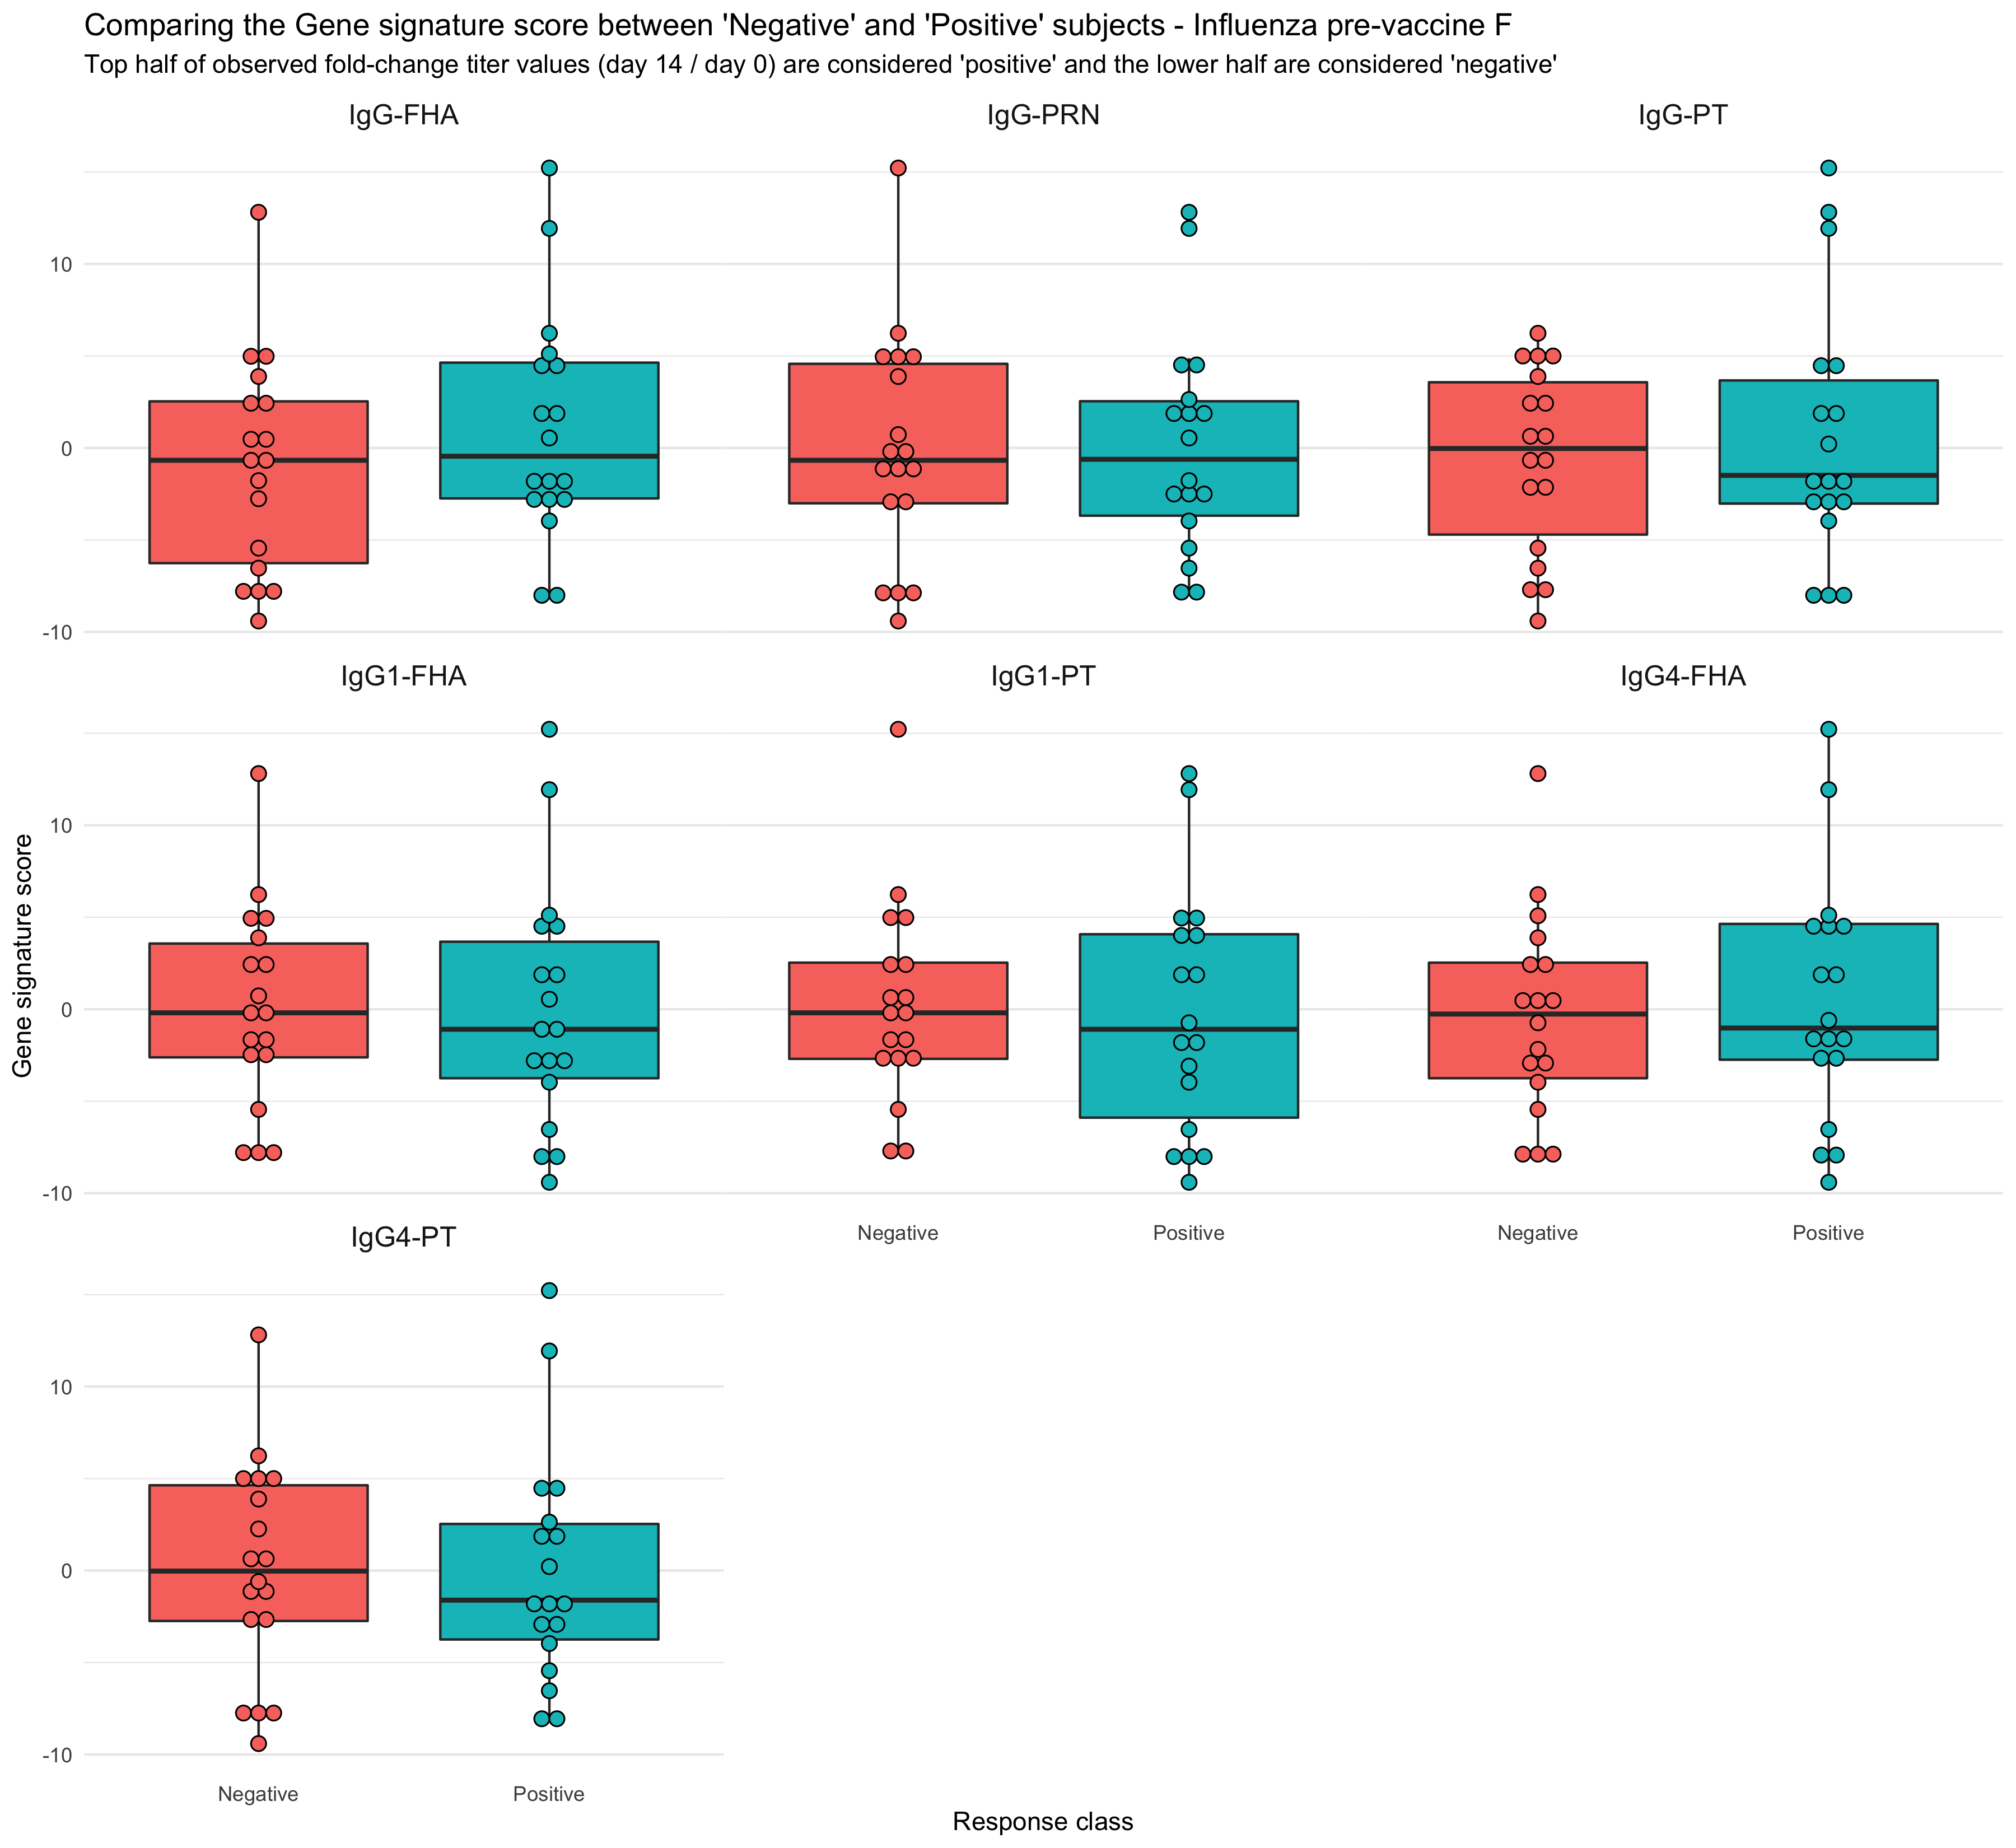 Comparing the Gene signature score between 'Negative' and 'Positive' subjects - Influenza pre-vaccine F
Top half of observed fold-change titer values (day 14 / day 0) are considered 'positive' and the lower half are considered 'negative'
IgG-FHA IgG-PRN IgG-PT
10
0
-10
IgG1-FHA IgG1-PT IgG4-FHA
10
0
-10
Gene signature score
Negative Positive Negative Positive
IgG4-PT
10
0
-10
Negative Positive
Response class